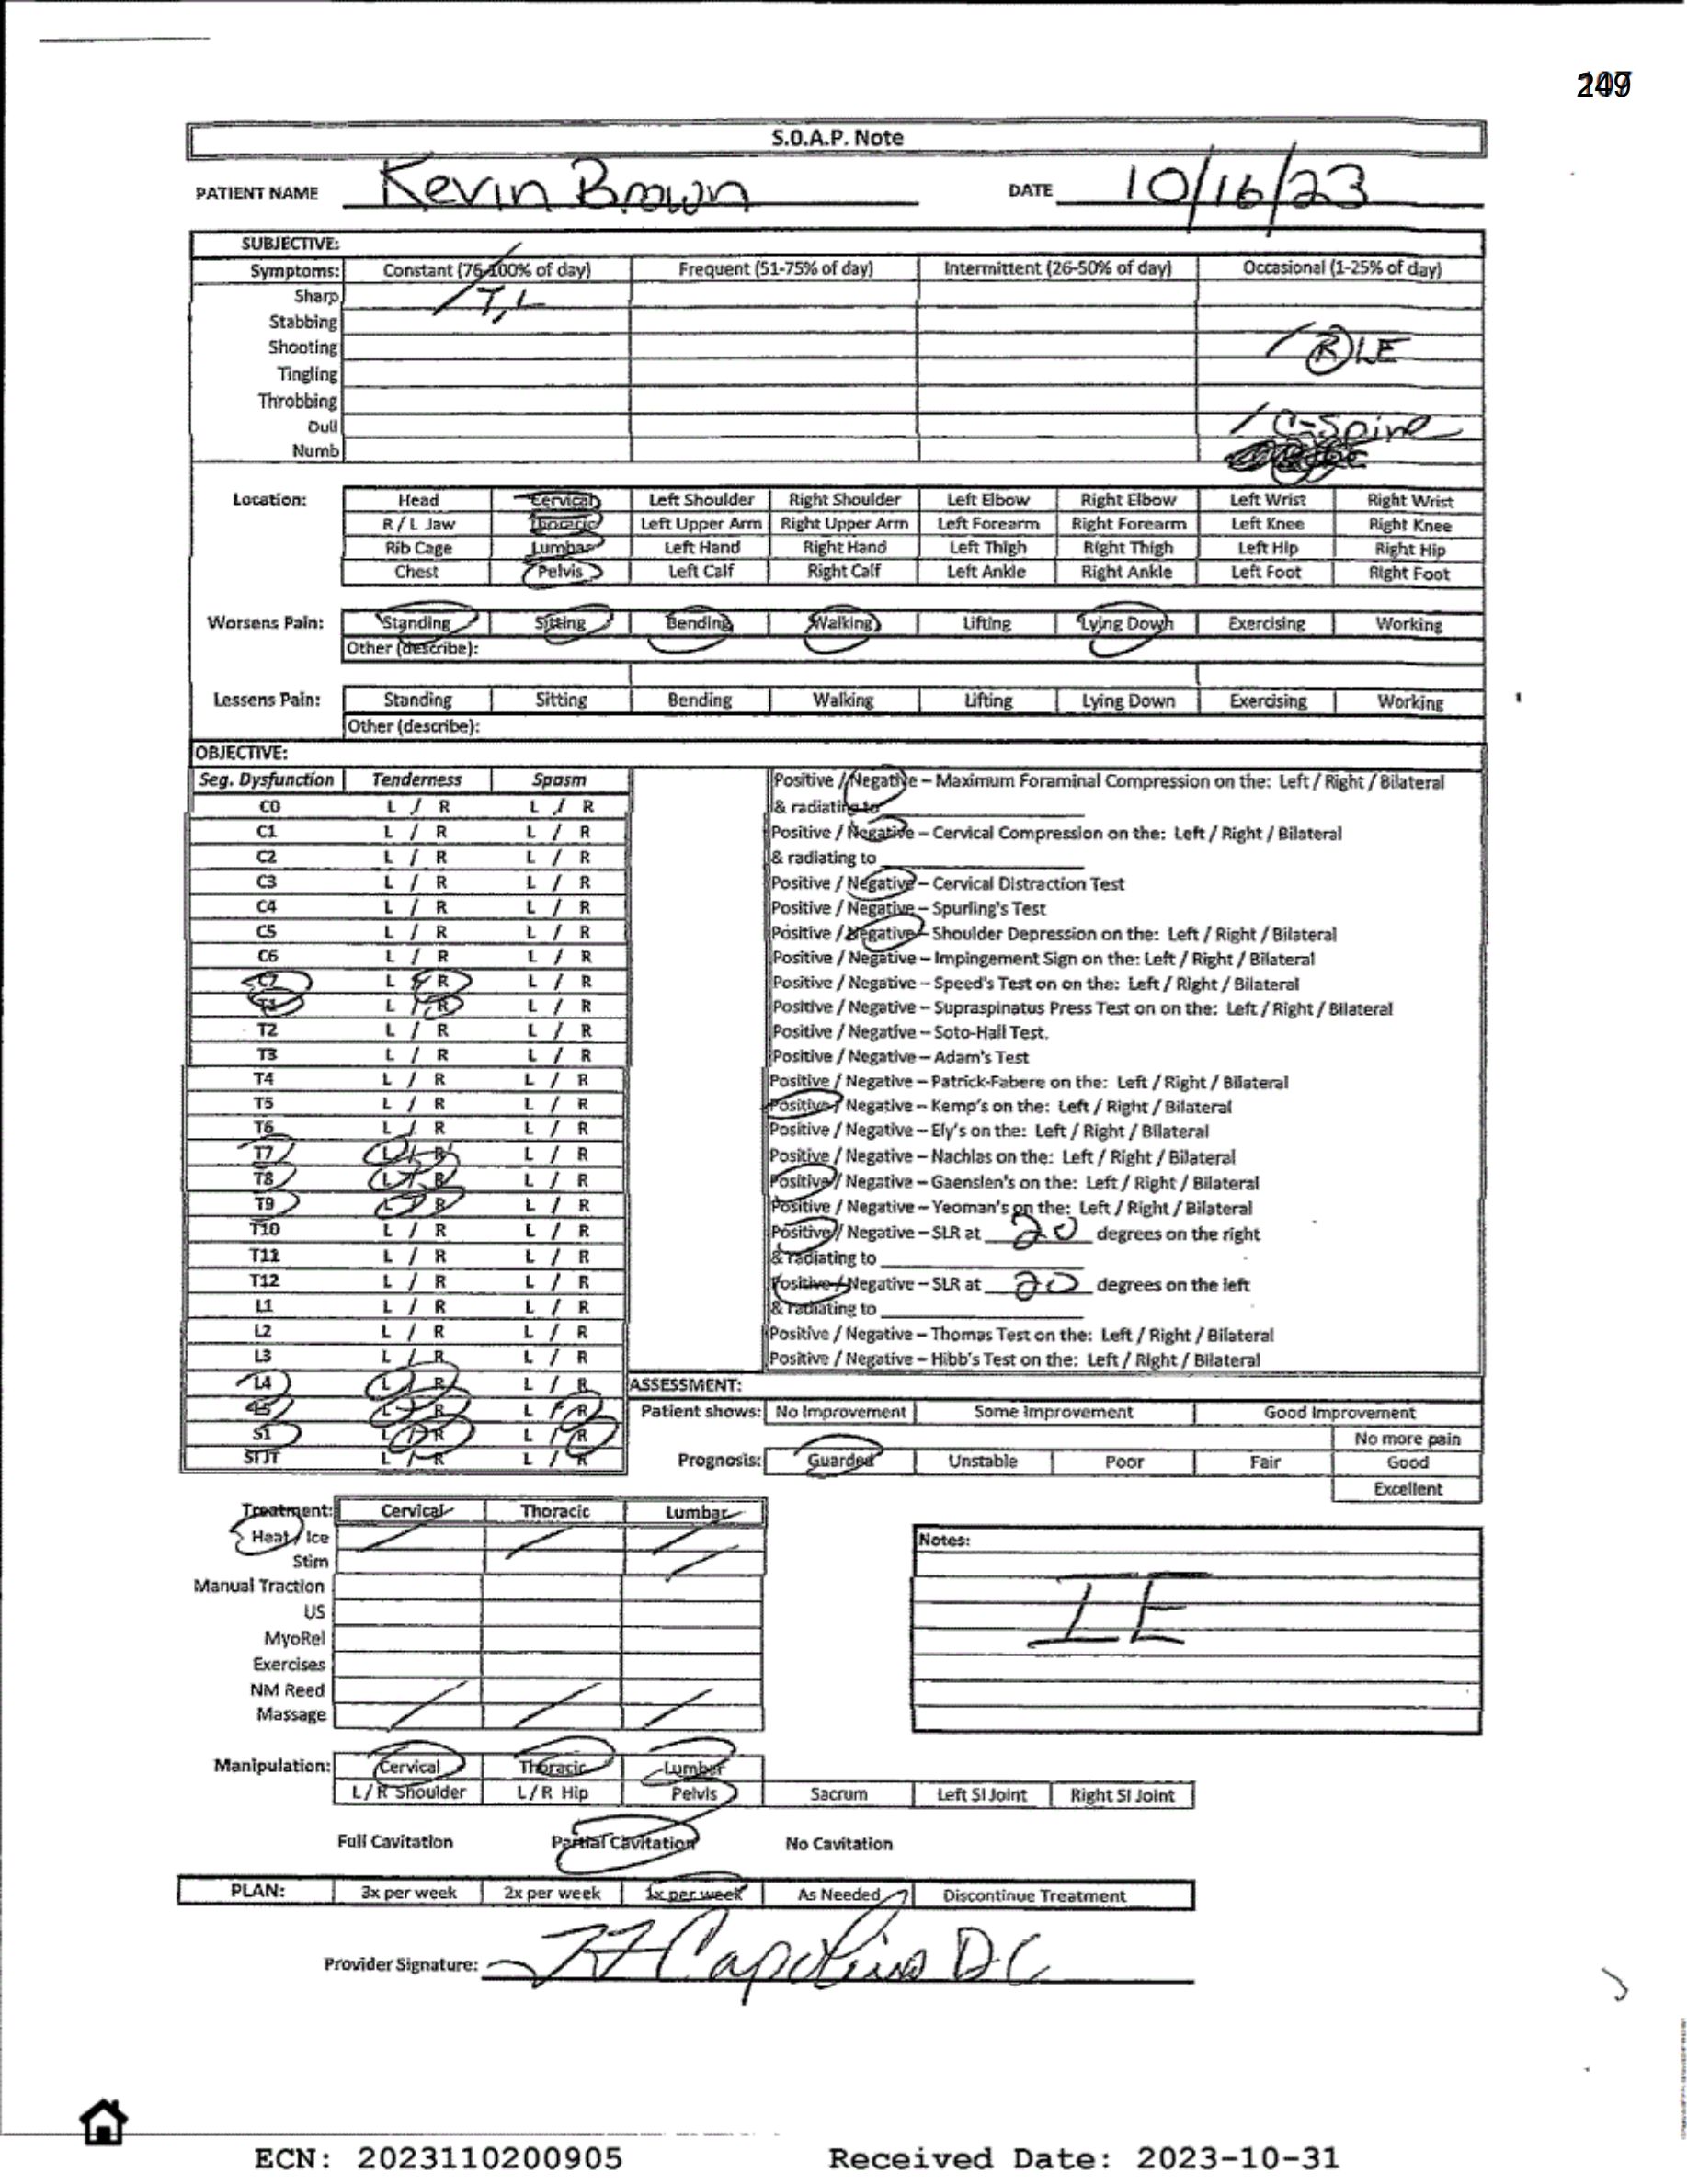 S.O.A.P. Note
PATIENT NAME Kevin Brown DATE 10/16/23
SUBJECTIVE:
Symptoms: Constant (76-100% of day) Frequent (51-75% of day) Intermittent (26-50% of day) Occasional (1-25% of day)
Sharp / T, L
Stabbing
Shooting / R LE
Tingling
Throbbing
Dull / C-Spine
Numb
Location: Head Cervical Left Shoulder Right Shoulder Left Elbow Right Elbow Left Wrist Right Wrist
R / L Jaw Thoracic Left Upper Arm Right Upper Arm Left Forearm Right Forearm Left Knee Right Knee
Rib Cage Lumbar Left Hand Right Hand Left Thigh Right Thigh Left Hip Right Hip
Chest Pelvis Left Calf Right Calf Left Ankle Right Ankle Left Foot Right Foot
Worsens Pain: Standing Sitting Bending Walking Lifting Lying Down Exercising Working
Other (describe):
Lessens Pain: Standing Sitting Bending Walking Lifting Lying Down Exercising Working
Other (describe):
OBJECTIVE:
Seg. Dysfunction Tenderness Spasm Positive / Negative – Maximum Foraminal Compression on the: Left / Right / Bilateral
C0 L / R L / R & radiating to
C1 L / R L / R Positive / Negative – Cervical Compression on the: Left / Right / Bilateral
C2 L / R L / R & radiating to
C3 L / R L / R Positive / Negative – Cervical Distraction Test
C4 L / R L / R Positive / Negative – Spurling's Test
C5 L / R L / R Positive / Negative – Shoulder Depression on the: Left / Right / Bilateral
C6 L / R L / R Positive / Negative – Impingement Sign on the: Left / Right / Bilateral
C7 L / R L / R Positive / Negative – Speed's Test on on the: Left / Right / Bilateral
T1 L / R L / R Positive / Negative – Supraspinatus Press Test on on the: Left / Right / Bilateral
T2 L / R L / R Positive / Negative – Soto-Hall Test.
T3 L / R L / R Positive / Negative – Adam's Test
T4 L / R L / R Positive / Negative – Patrick-Fabere on the: Left / Right / Bilateral
T5 L / R L / R Positive / Negative – Kemp's on the: Left / Right / Bilateral
T6 L / R L / R Positive / Negative – Ely's on the: Left / Right / Bilateral
T7 L / R L / R Positive / Negative – Nachlas on the: Left / Right / Bilateral
T8 L / R L / R Positive / Negative – Gaenslen's on the: Left / Right / Bilateral
T9 L / R L / R Positive / Negative – Yeoman's on the: Left / Right / Bilateral
T10 L / R L / R Positive / Negative – SLR at 20 degrees on the right
T11 L / R L / R & radiating to
T12 L / R L / R Positive / Negative – SLR at 20 degrees on the left
L1 L / R L / R & radiating to
L2 L / R L / R Positive / Negative – Thomas Test on the: Left / Right / Bilateral
L3 L / R L / R Positive / Negative – Hibb's Test on the: Left / Right / Bilateral
L4 L / R L / R ASSESSMENT:
L5 L / R L / R Patient shows: No Improvement Some Improvement Good Improvement
S1 L / R L / R No more pain
SI JT L / R L / R Prognosis: Guarded Unstable Poor Fair Good
Excellent
Treatment: Cervical Thoracic Lumbar
Heat / Ice Notes:
Stim
Manual Traction
US IE
MyoRel
Exercises
NM Reed
Massage
Manipulation: Cervical Thoracic Lumbar
L / R Shoulder L / R Hip Pelvis Sacrum Left SI Joint Right SI Joint
Full Cavitation Partial Cavitation No Cavitation
PLAN: 3x per week 2x per week 1x per week As Needed Discontinue Treatment
Provider Signature: DC
ECN: 2023110200905 Received Date: 2023-10-31